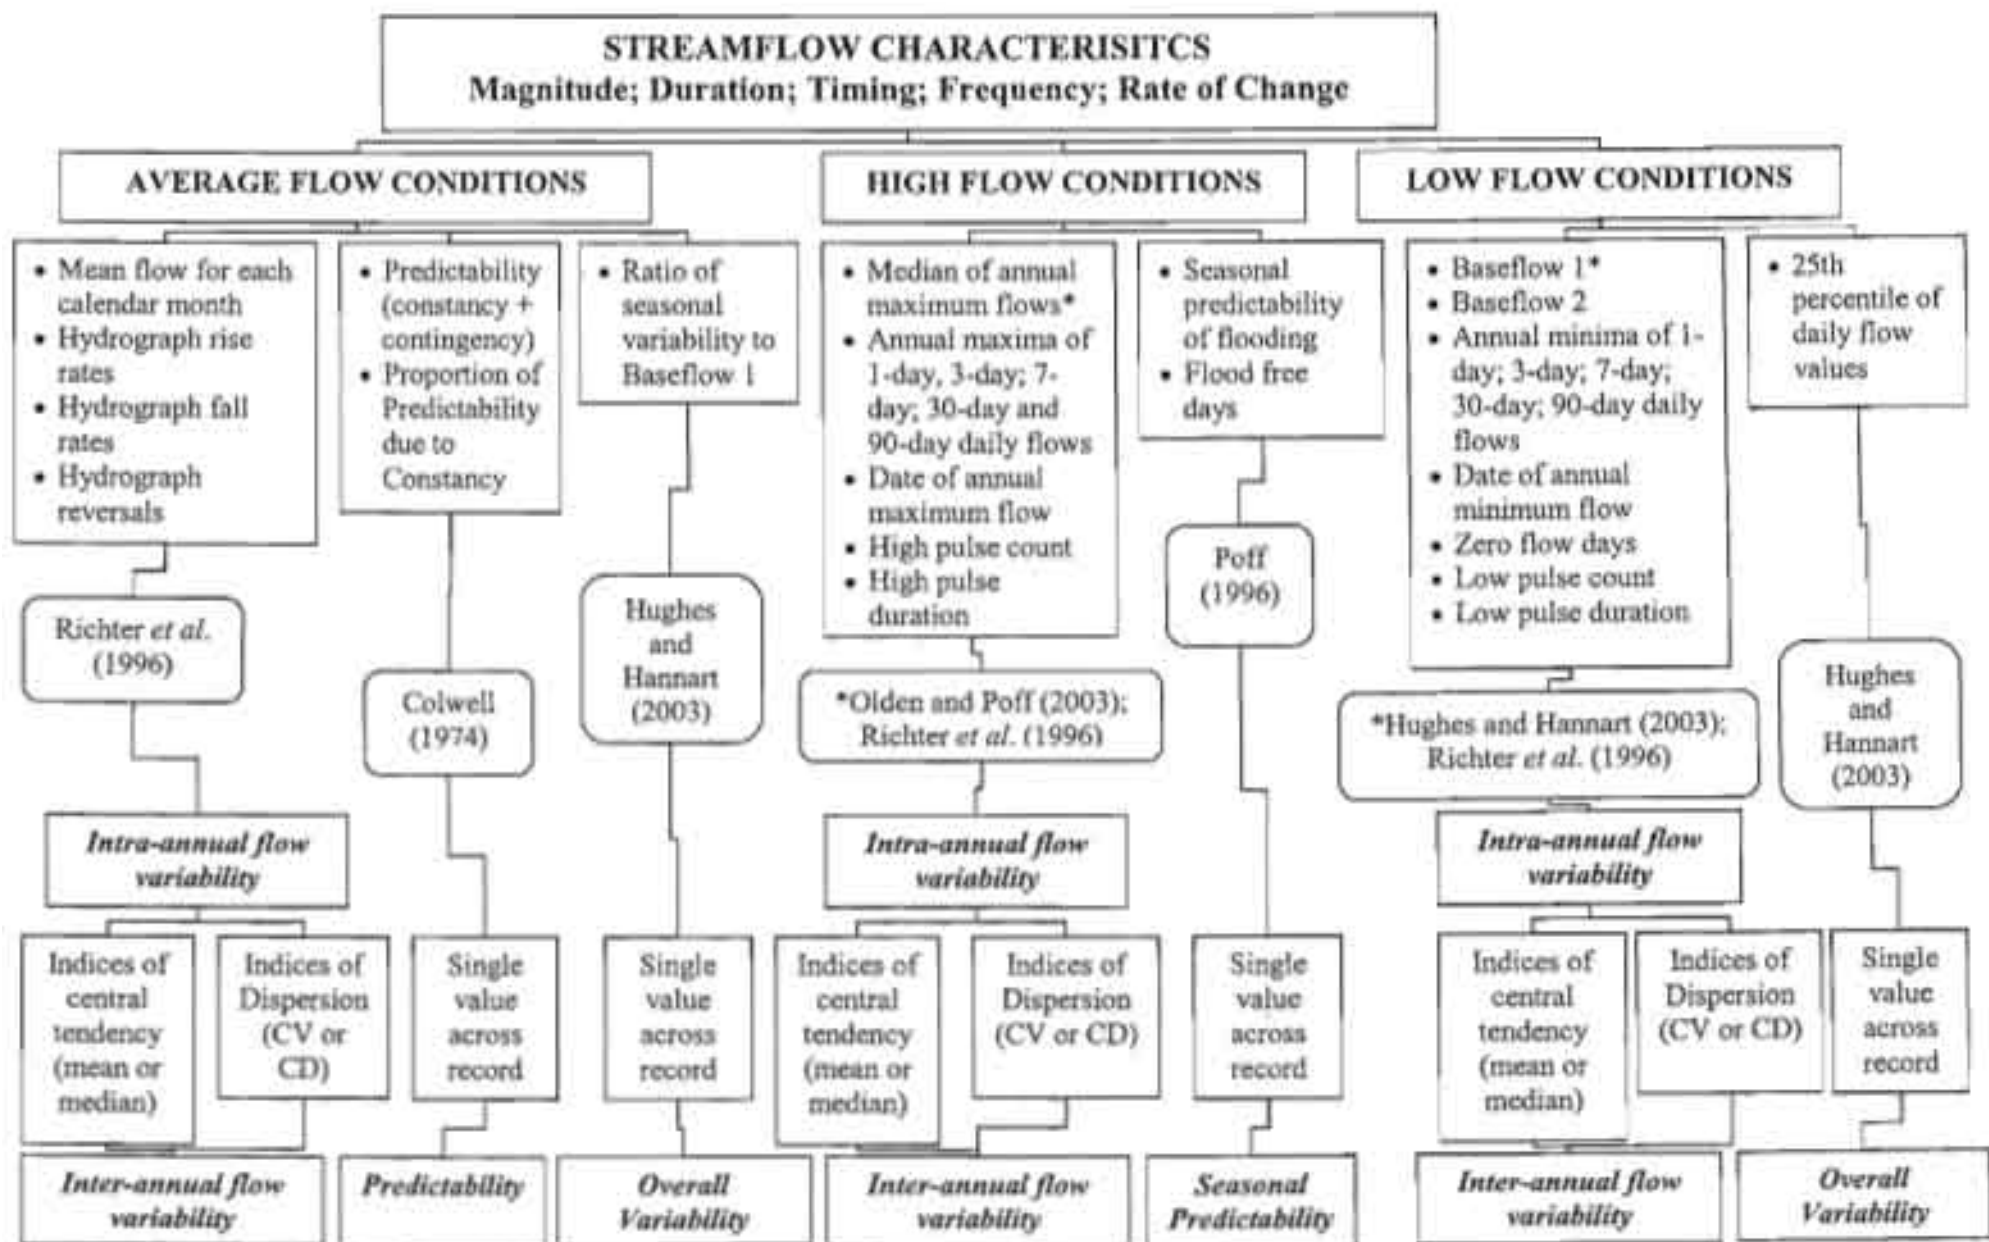 STREAMFLOW CHARACTERISITCS
Magnitude; Duration; Timing; Frequency; Rate of Change
AVERAGE FLOW CONDITIONS
HIGH FLOW CONDITIONS
LOW FLOW CONDITIONS
• Mean flow for each
calendar month
• Hydrograph rise
rates
• Hydrograph fall
rates
• Hydrograph
reversals
• Predictability
(constancy +
contingency)
• Proportion of
Predictability
due to
Constancy
• Ratio of
seasonal
variability to
Baseflow 1
• Median of annual
maximum flows*
• Annual maxima of
1-day, 3-day; 7-
day; 30-day and
90-day daily flows
• Date of annual
maximum flow
• High pulse count
• High pulse
duration
• Seasonal
predictability
of flooding
• Flood free
days
• Baseflow 1*
• Baseflow 2
• Annual minima of 1-
day; 3-day; 7-day;
30-day; 90-day daily
flows
• Date of annual
minimum flow
• Zero flow days
• Low pulse count
• Low pulse duration
• 25th
percentile of
daily flow
values
Richter et al.
(1996)
Colwell
(1974)
Hughes
and
Hannart
(2003)
*Olden and Poff (2003);
Richter et al. (1996)
Poff
(1996)
*Hughes and Hannart (2003);
Richter et al. (1996)
Hughes
and
Hannart
(2003)
Intra-annual flow
variability
Intra-annual flow
variability
Intra-annual flow
variability
Indices of
central
tendency
(mean or
median)
Indices of
Dispersion
(CV or
CD)
Single
value
across
record
Single
value
across
record
Indices of
central
tendency
(mean or
median)
Indices of
Dispersion
(CV or CD)
Single
value
across
record
Indices of
central
tendency
(mean or
median)
Indices of
Dispersion
(CV or CD)
Single
value
across
record
Inter-annual flow
variability
Predictability
Overall
Variability
Inter-annual flow
variability
Seasonal
Predictability
Inter-annual flow
variability
Overall
Variability